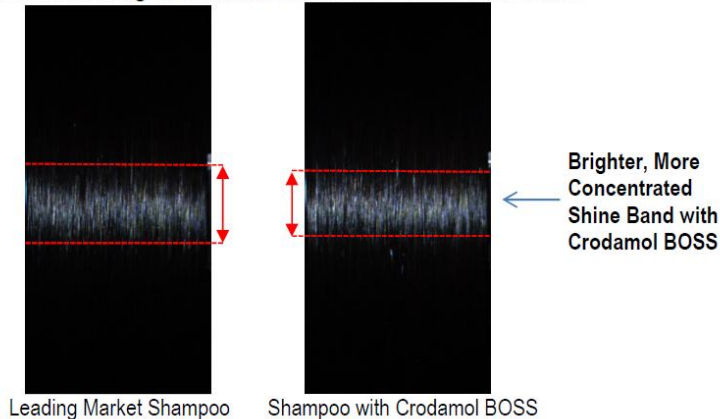 Leading Market Shampoo
Shampoo with Crodamol BOSS
Brighter, More
Concentrated
Shine Band with
Crodamol BOSS